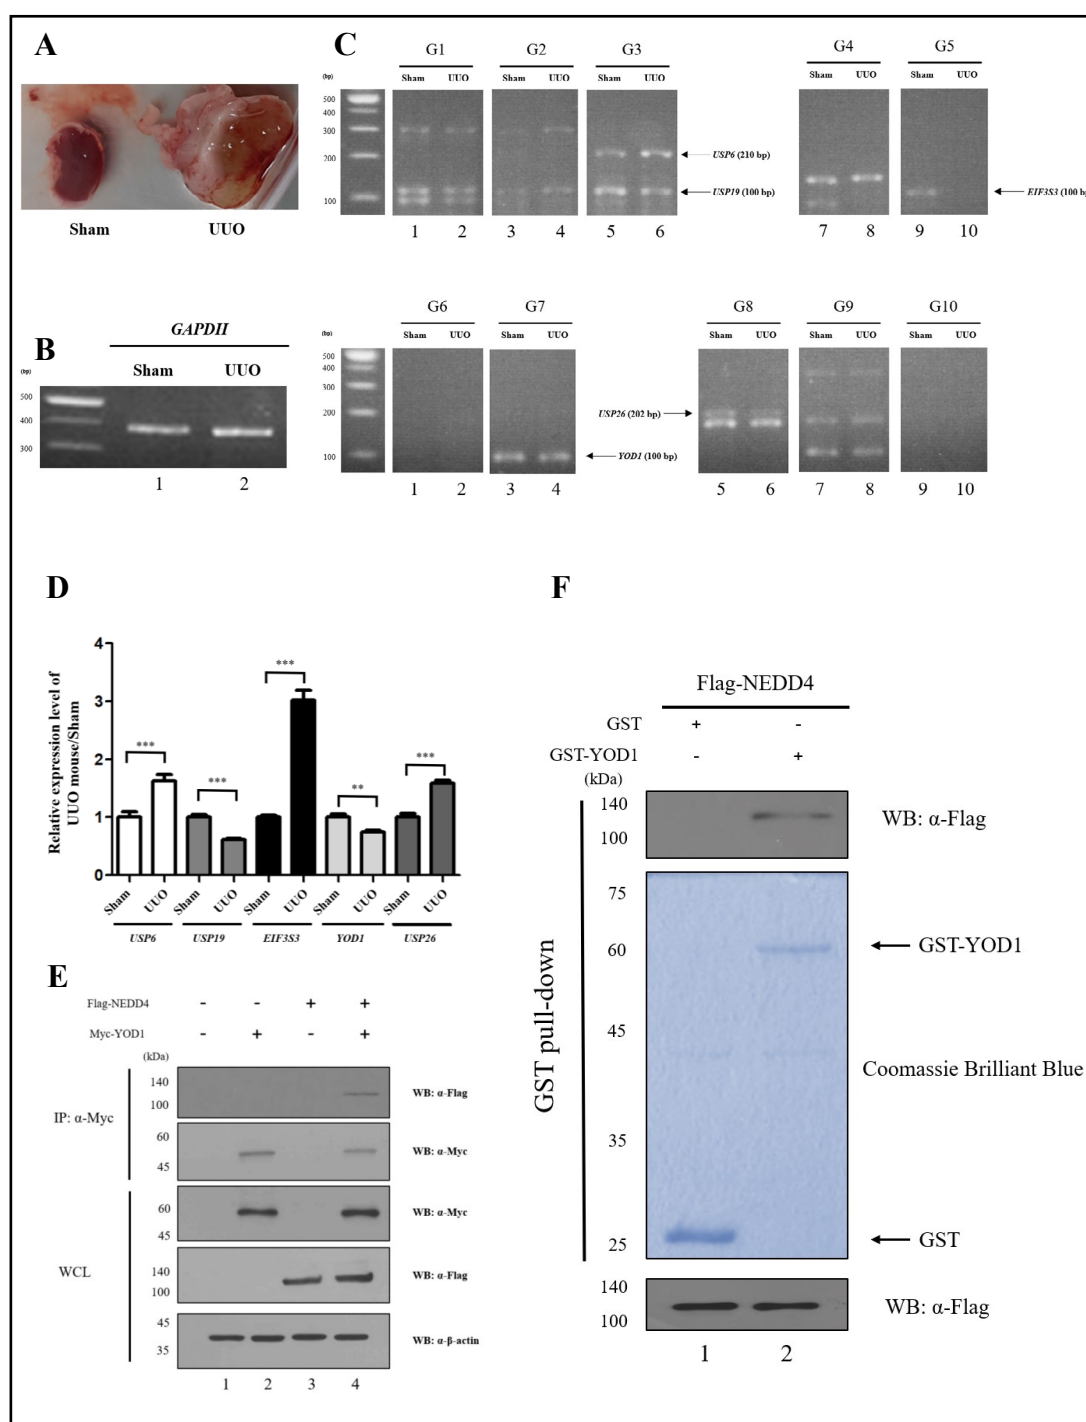 A
Sham UUO
B
GAPDH
(bp) Sham UUO
500
400
300
1 2
C
G1 G2 G3 G4 G5
(bp) Sham UUO Sham UUO Sham UUO Sham UUO Sham UUO
500
400
300
200
100
USP6 (210 bp)
USP19 (100 bp)
EIF3S3 (100 bp
1 2 3 4 5 6 7 8 9 10
G6 G7 G8 G9 G10
(bp) Sham UUO Sham UUO Sham UUO Sham UUO Sham UUO
500
400
300
200
100
USP26 (202 bp)
YOD1 (100 bp)
1 2 3 4 5 6 7 8 9 10
D
Relative expression level of
UUO mouse/Sham
4
3
2
1
0
*** *** *** ** ***
Sham UUO Sham UUO Sham UUO Sham UUO Sham UUO
USP6 USP19 EIF3S3 YOD1 USP26
E
Flag-NEDD4 - - + +
Myc-YOD1 - + - +
(kDa)
IP: α-Myc
140
100
WB: α-Flag
60
45
WB: α-Myc
WCL
60
45
WB: α-Myc
140
100
WB: α-Flag
45
35
WB: α-β-actin
1 2 3 4
F
Flag-NEDD4
GST + -
GST-YOD1 - +
(kDa)
GST pull-down
140
100
WB: α-Flag
75
60
45
35
25
GST-YOD1
Coomassie Brilliant Blue
GST
140
100
WB: α-Flag
1 2